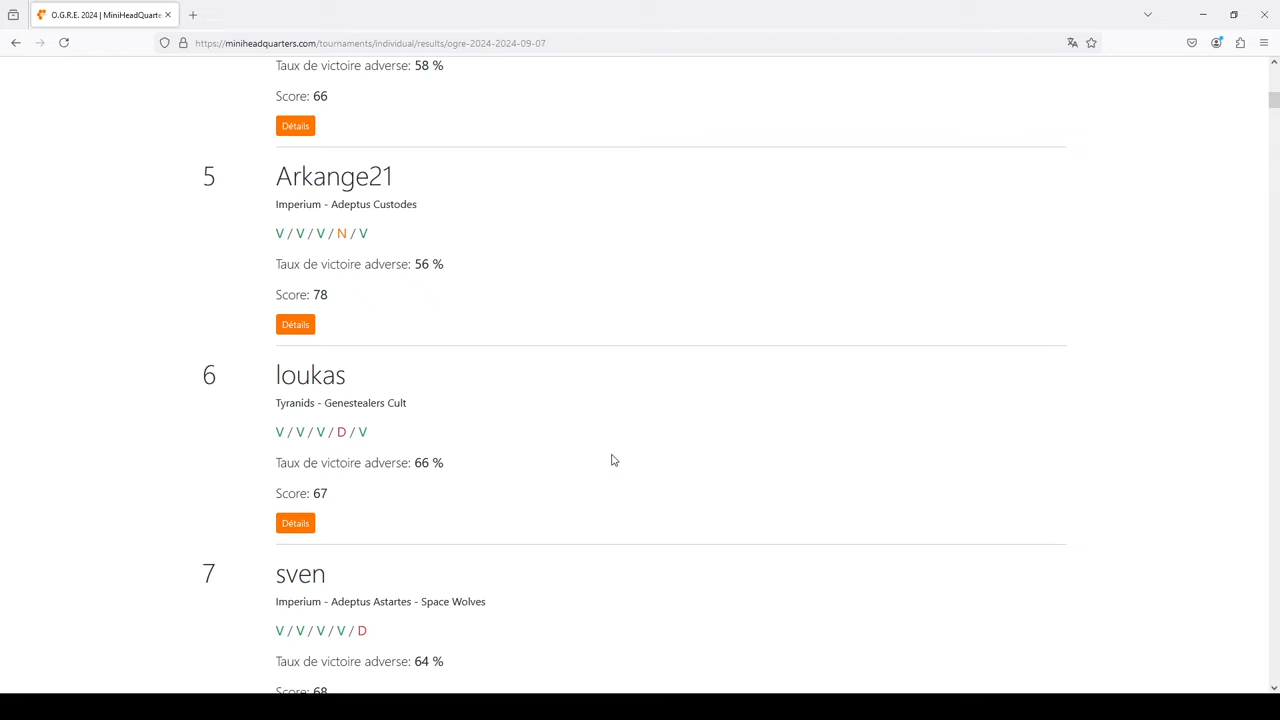 O.G.R.E. 2024 | MiniHeadQuarte
https://miniheadquarters.com/tournaments/individual/results/ogre-2024-2024-09-07
Taux de victoire adverse: 58 %
Score: 66
Détails
5 Arkange21
Imperium - Adeptus Custodes
V / V / V / N / V
Taux de victoire adverse: 56 %
Score: 78
Détails
6 loukas
Tyranids - Genestealers Cult
V / V / V / D / V
Taux de victoire adverse: 66 %
Score: 67
Détails
7 sven
Imperium - Adeptus Astartes - Space Wolves
V / V / V / V / D
Taux de victoire adverse: 64 %
Score: 68